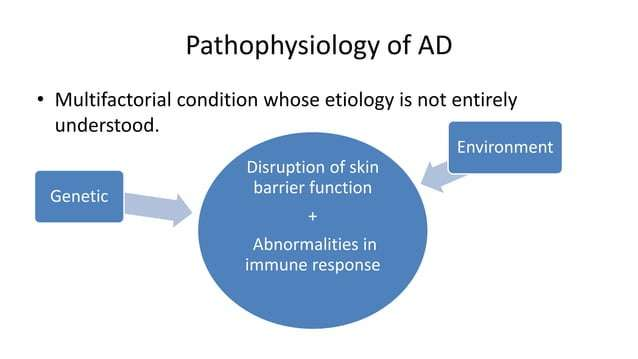 Pathophysiology of AD
• Multifactorial condition whose etiology is not entirely
understood.
Environment
Genetic
Disruption of skin
barrier function
+
Abnormalities in
immune response